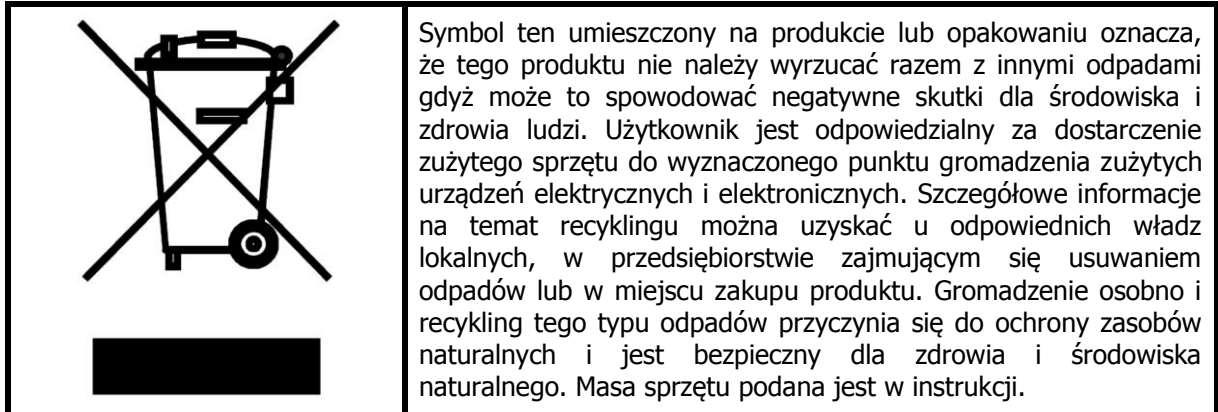 Symbol ten umieszczony na produkcie lub opakowaniu oznacza,
że tego produktu nie należy wyrzucać razem z innymi odpadami
gdyż może to spowodować negatywne skutki dla środowiska i
zdrowia ludzi. Użytkownik jest odpowiedzialny za dostarczenie
zużytego sprzętu do wyznaczonego punktu gromadzenia zużytych
urządzeń elektrycznych i elektronicznych. Szczegółowe informacje
na temat recyklingu można uzyskać u odpowiednich władz
lokalnych, w przedsiębiorstwie zajmującym się usuwaniem
odpadów lub w miejscu zakupu produktu. Gromadzenie osobno i
recykling tego typu odpadów przyczynia się do ochrony zasobów
naturalnych i jest bezpieczny dla zdrowia i środowiska
naturalnego. Masa sprzętu podana jest w instrukcji.